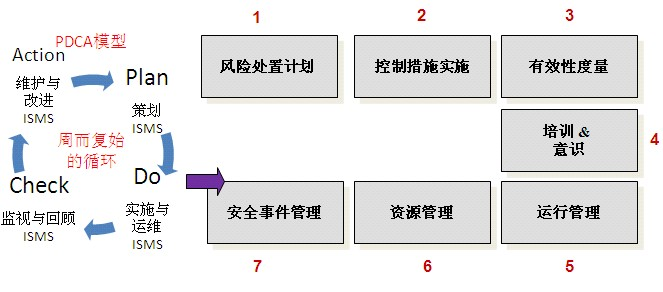 PDCA模型
Action
维护与
改进
ISMS
Plan
策划
ISMS
周而复始
的循环
Check
监视与回顾
ISMS
Do
实施与
运维
ISMS
1
风险处置计划
2
控制措施实施
3
有效性度量
培训 &
意识
4
安全事件管理
7
资源管理
6
运行管理
5